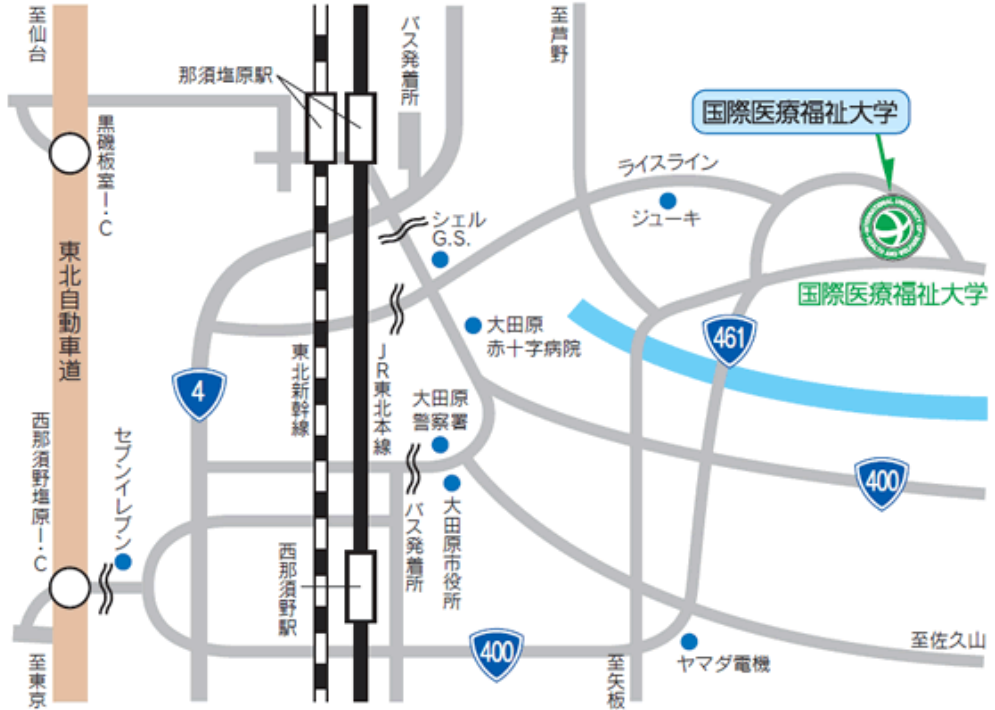 至仙台
那須塩原駅
バス発着所
至芦野
国際医療福祉大学
黒磯板室I・C
ライスライン
ジューキ
シェル
G.S.
国際医療福祉大学
東北自動車道
大田原
赤十字病院
461
東北新幹線
JR東北本線
4
大田原
警察署
西那須野塩原I・C
セブンイレブン
400
バス発着所
大田原市役所
西那須野駅
400
至佐久山
ヤマダ電機
至東京
至矢板